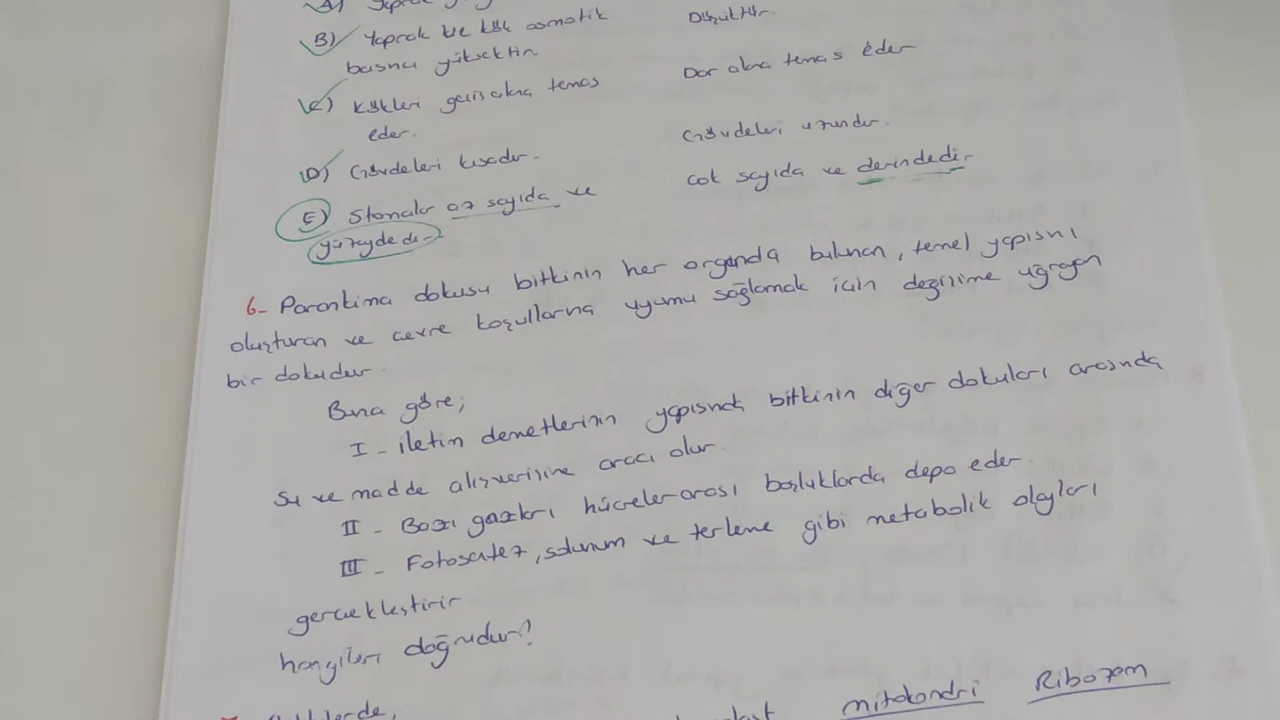 B) Yaprak ve kök osmotik
Düşüktür.
basıncı yüksektir.
C) Kökleri geniş alana temas
Dar alana temas eder
eder.
D) Gövdeleri kısadır.
Gövdeleri uzundur.
E) Stomalar az sayıda ve
çok sayıda ve derindedir
yüzeydedir
6- Parankima dokusu bitkinin her organında bulunan, temel yapısını
oluşturan ve çevre koşullarına uyumu sağlamak için değişime uğrayan
bir dokudur.
Buna göre;
I - iletim demetlerinin yapısında bitkinin diğer dokuları arasında
su ve madde alışverişine aracı olur.
II - Bazı gazları hücreler arası boşluklarda depo eder.
III - Fotosentez, solunum ve terleme gibi metabolik olayları
gerçekleştirir
hangileri doğrudur?
mitokondri Ribozom